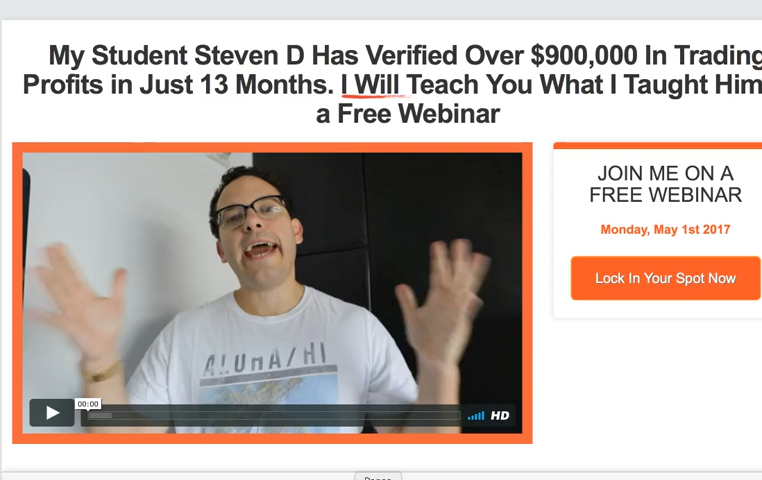 My Student Steven D Has Verified Over $900,000 In Trading
Profits in Just 13 Months. I Will Teach You What I Taught Him
a Free Webinar
JOIN ME ON A
FREE WEBINAR
Monday, May 1st 2017
Lock In Your Spot Now
ALOHA/HI
00:00
HD